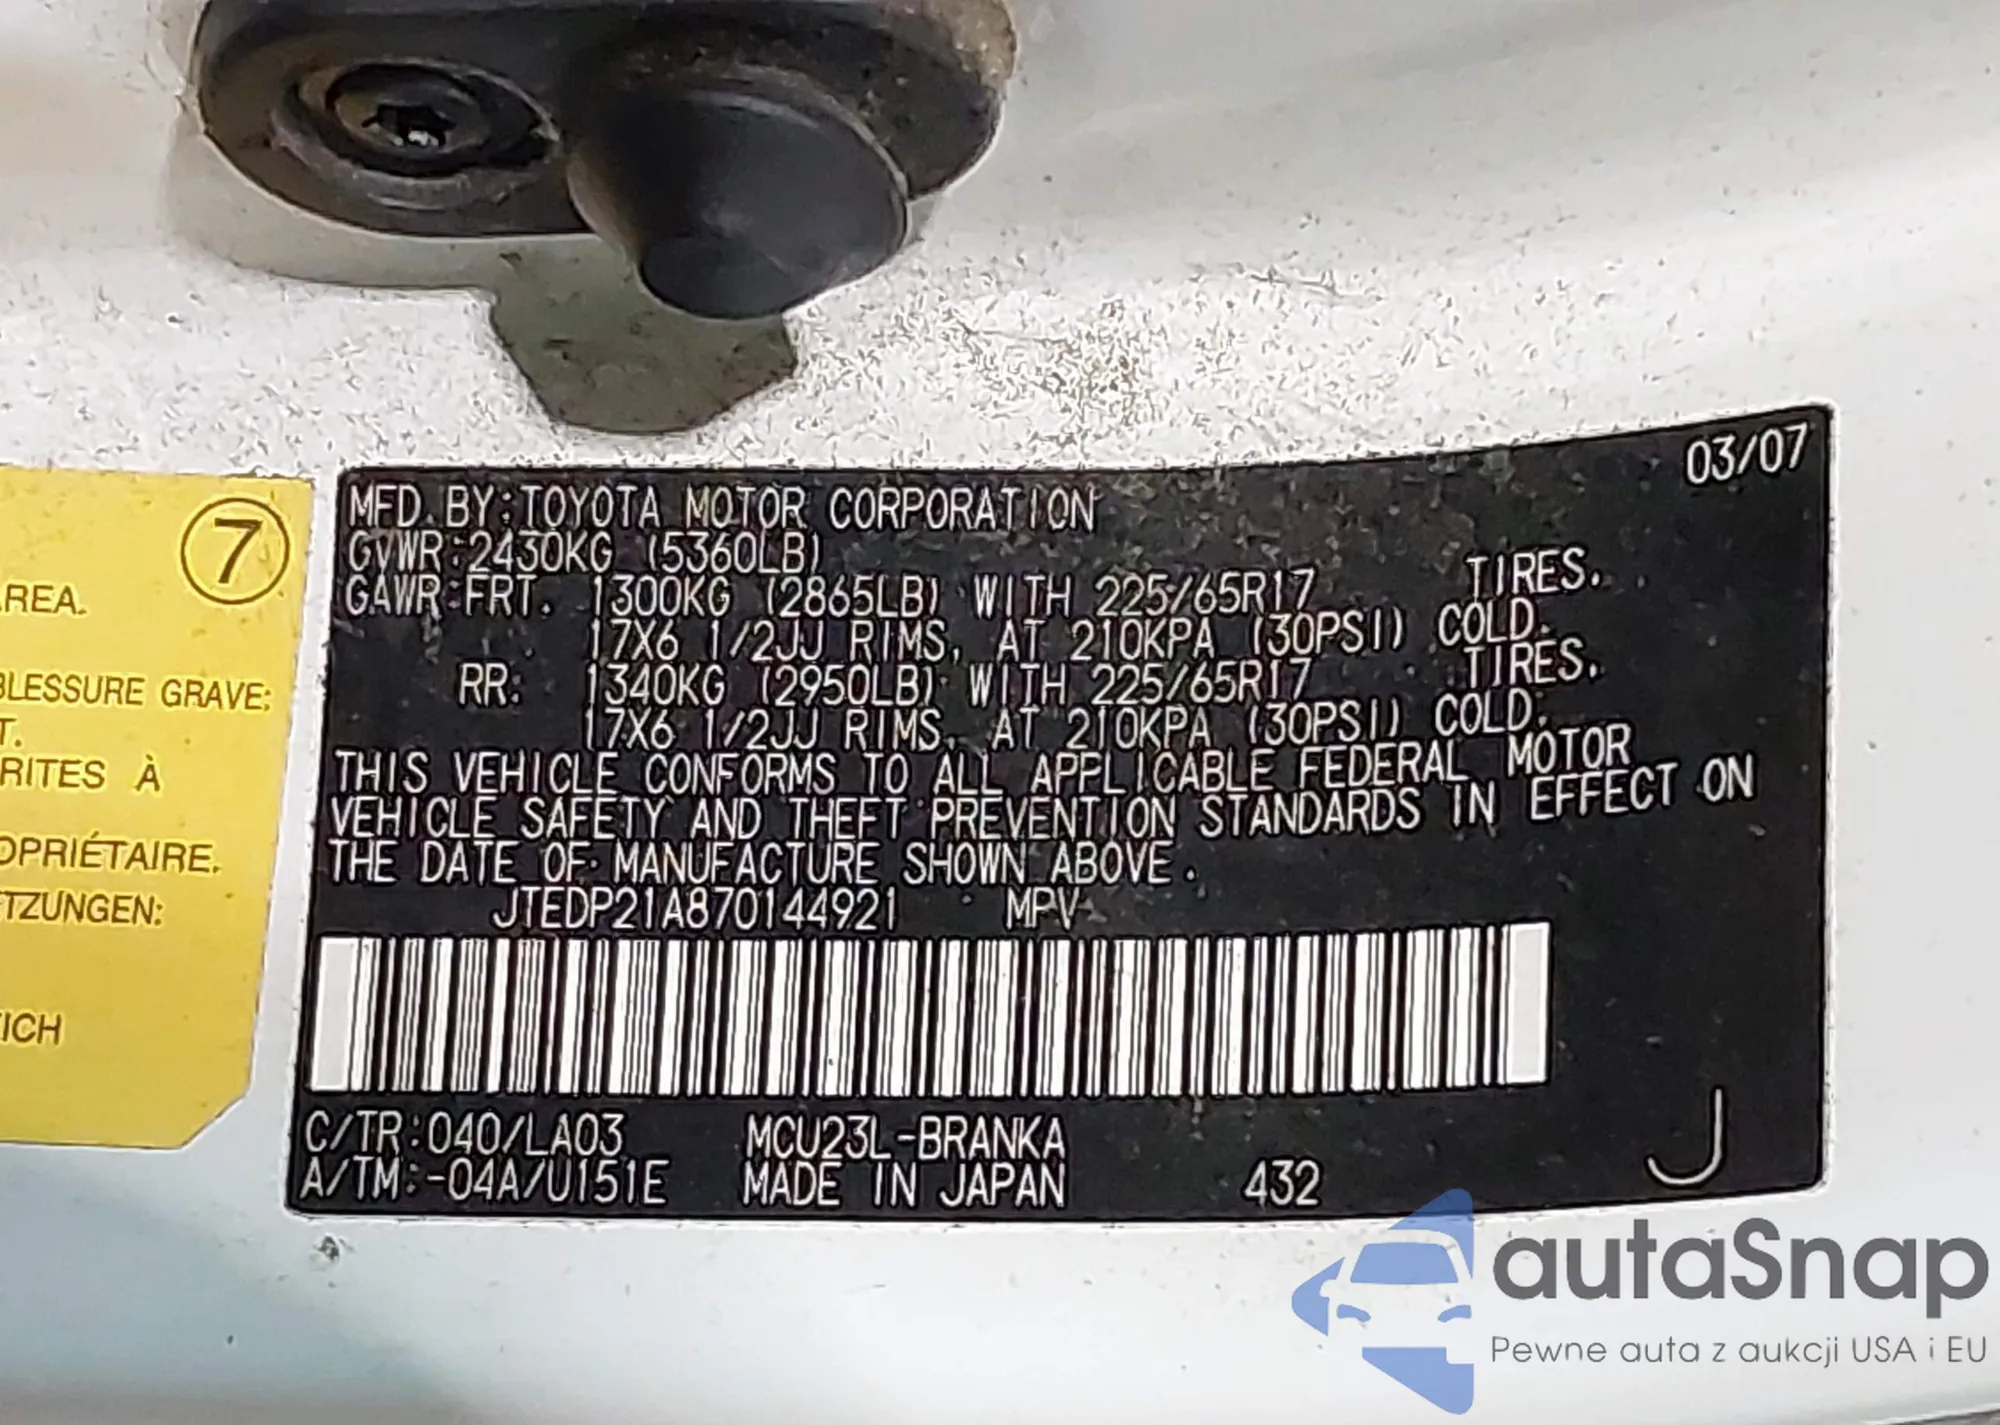 03/07
MFD. BY: TOYOTA MOTOR CORPORATION
GVWR: 2430KG (5360LB)
GAWR: FRT. 1300KG (2865LB) WITH 225/65R17 TIRES.
17X6 1/2JJ RIMS, AT 210KPA (30PSI) COLD.
RR: 1340KG (2950LB) WITH 225/65R17 TIRES.
17X6 1/2JJ RIMS, AT 210KPA (30PSI) COLD.
THIS VEHICLE CONFORMS TO ALL APPLICABLE FEDERAL MOTOR
VEHICLE SAFETY AND THEFT PREVENTION STANDARDS IN EFFECT ON
THE DATE OF MANUFACTURE SHOWN ABOVE.
JTEDP21A870144921 MPV
C/TR: 040/LA03 MCU23L-BRANKA
A/TM: -04A/U151E MADE IN JAPAN 432
J
7
AREA.
BLESSURE GRAVE:
T.
RITES À
OPRIÉTAIRE.
TZUNGEN:
ICH
autaSnap
Pewne auta z aukcji USA i EU